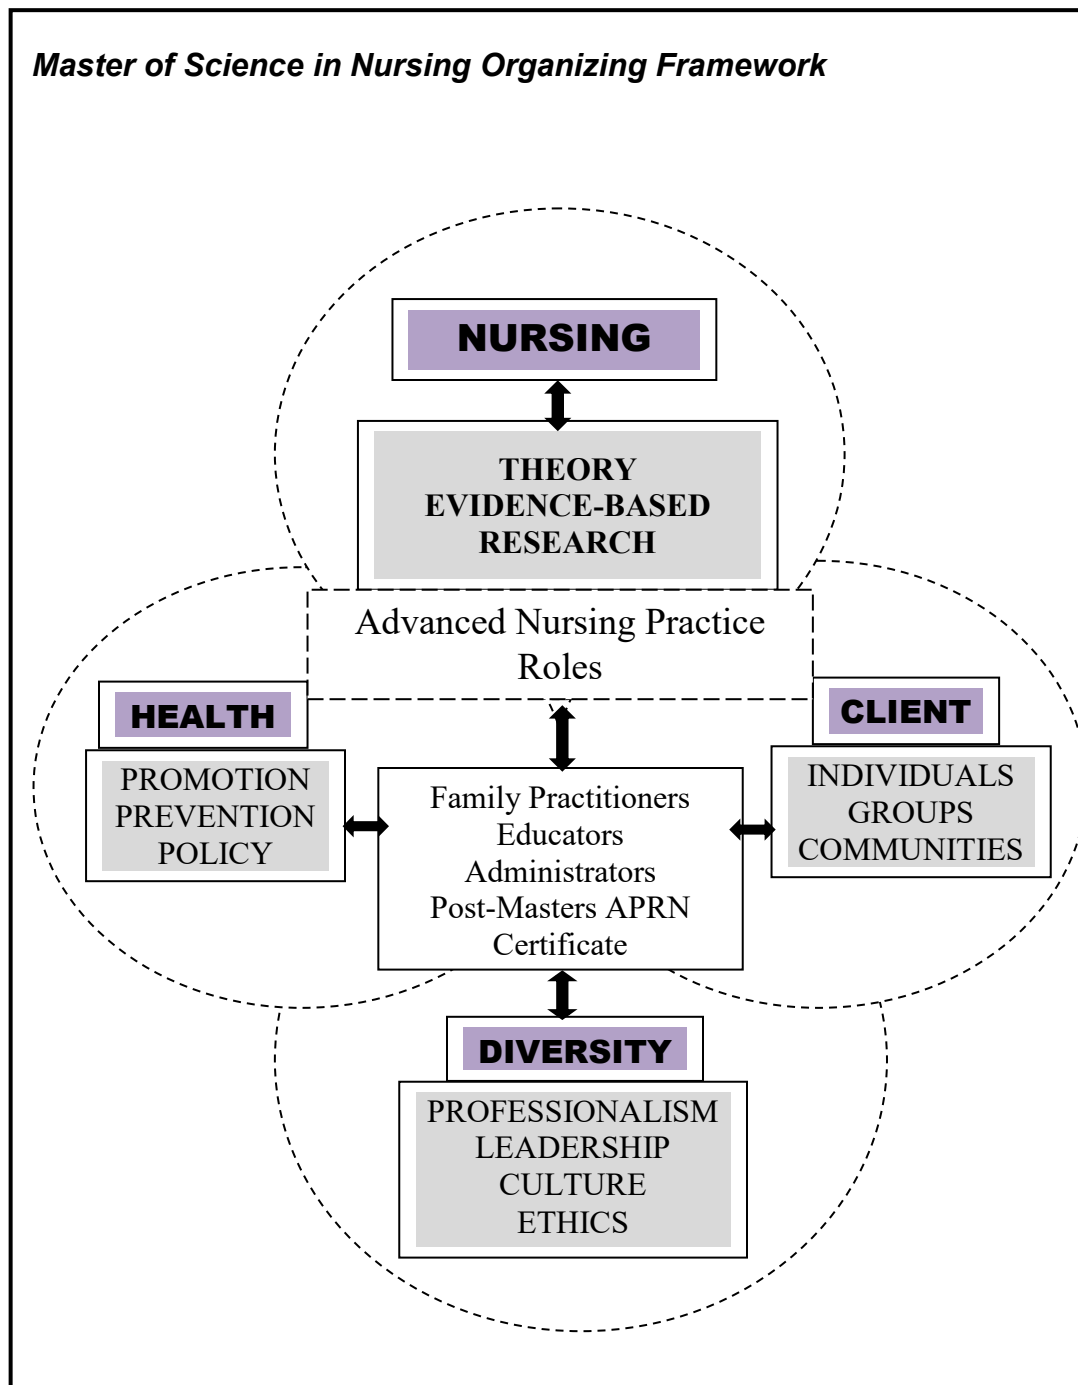 Master of Science in Nursing Organizing Framework
NURSING
THEORY
EVIDENCE-BASED
RESEARCH
Advanced Nursing Practice
Roles
HEALTH
PROMOTION
PREVENTION
POLICY
Family Practitioners
Educators
Administrators
Post-Masters APRN
Certificate
CLIENT
INDIVIDUALS
GROUPS
COMMUNITIES
DIVERSITY
PROFESSIONALISM
LEADERSHIP
CULTURE
ETHICS